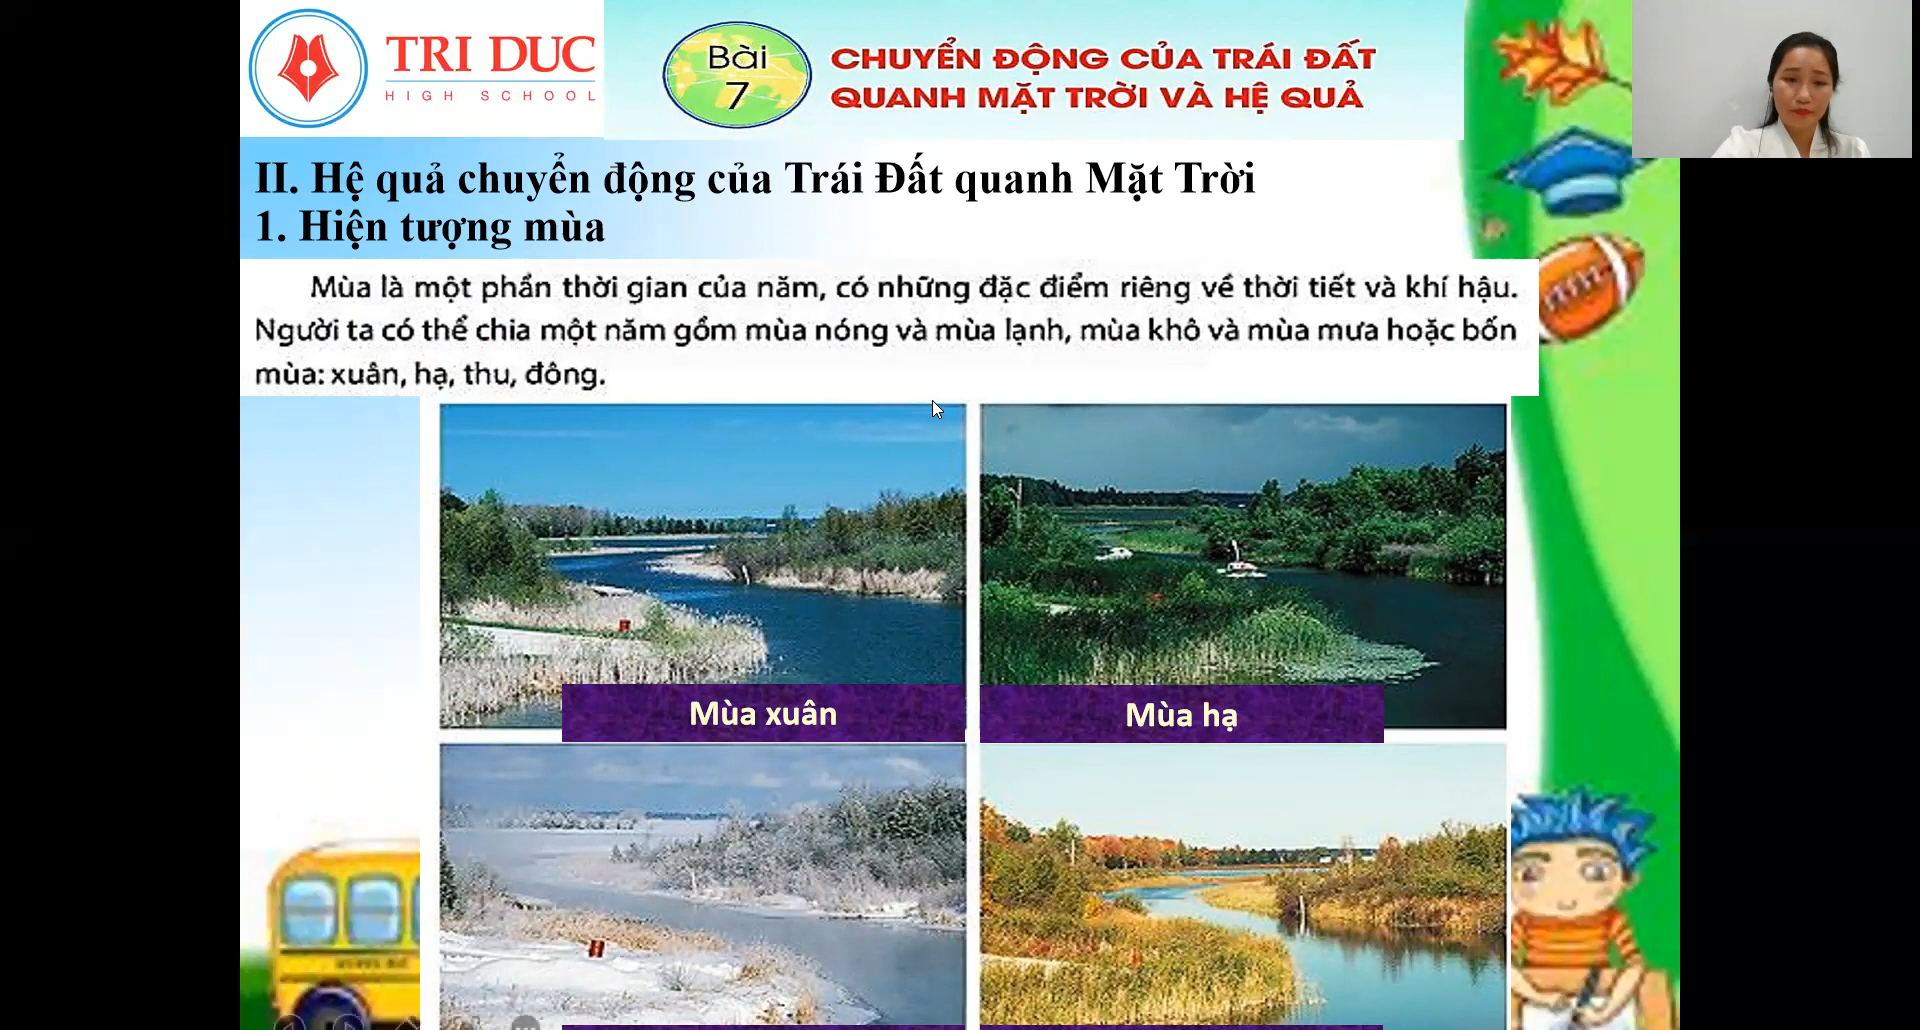 TRI DUC
HIGH SCHOOL
Bài
7
CHUYỂN ĐỘNG CỦA TRÁI ĐẤT
QUANH MẶT TRỜI VÀ HỆ QUẢ
II. Hệ quả chuyển động của Trái Đất quanh Mặt Trời
1. Hiện tượng mùa
Mùa là một phần thời gian của năm, có những đặc điểm riêng về thời tiết và khí hậu.
Người ta có thể chia một năm gồm mùa nóng và mùa lạnh, mùa khô và mùa mưa hoặc bốn
mùa: xuân, hạ, thu, đông.
Mùa xuân
Mùa hạ